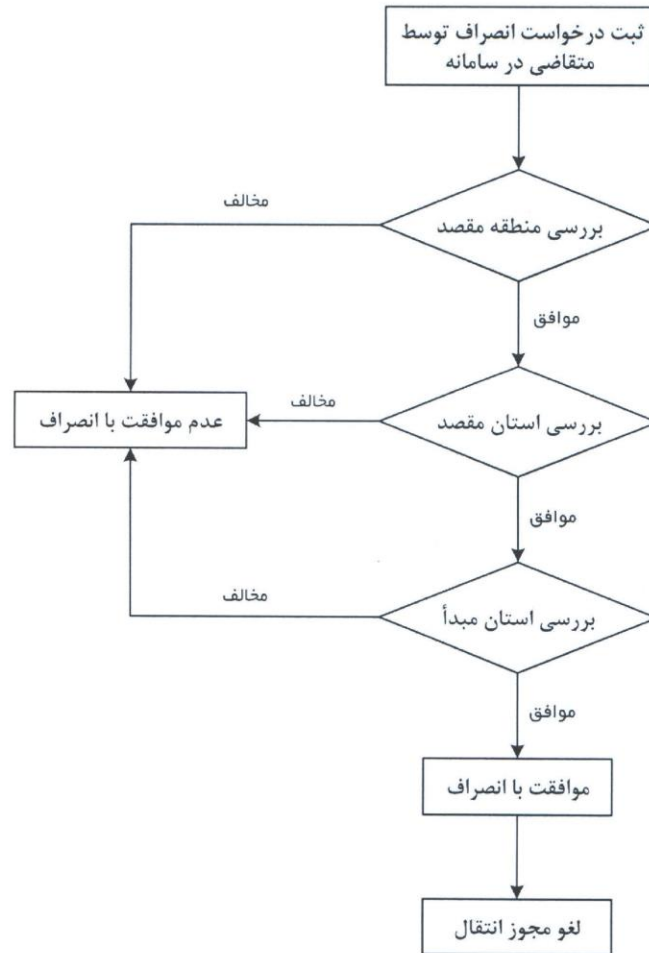 ثبت درخواست انصراف توسط
متقاضی در سامانه
مخالف
بررسی منطقه مقصد
موافق
عدم موافقت با انصراف
مخالف
بررسی استان مقصد
موافق
مخالف
بررسی استان مبدأ
موافق
موافقت با انصراف
لغو مجوز انتقال